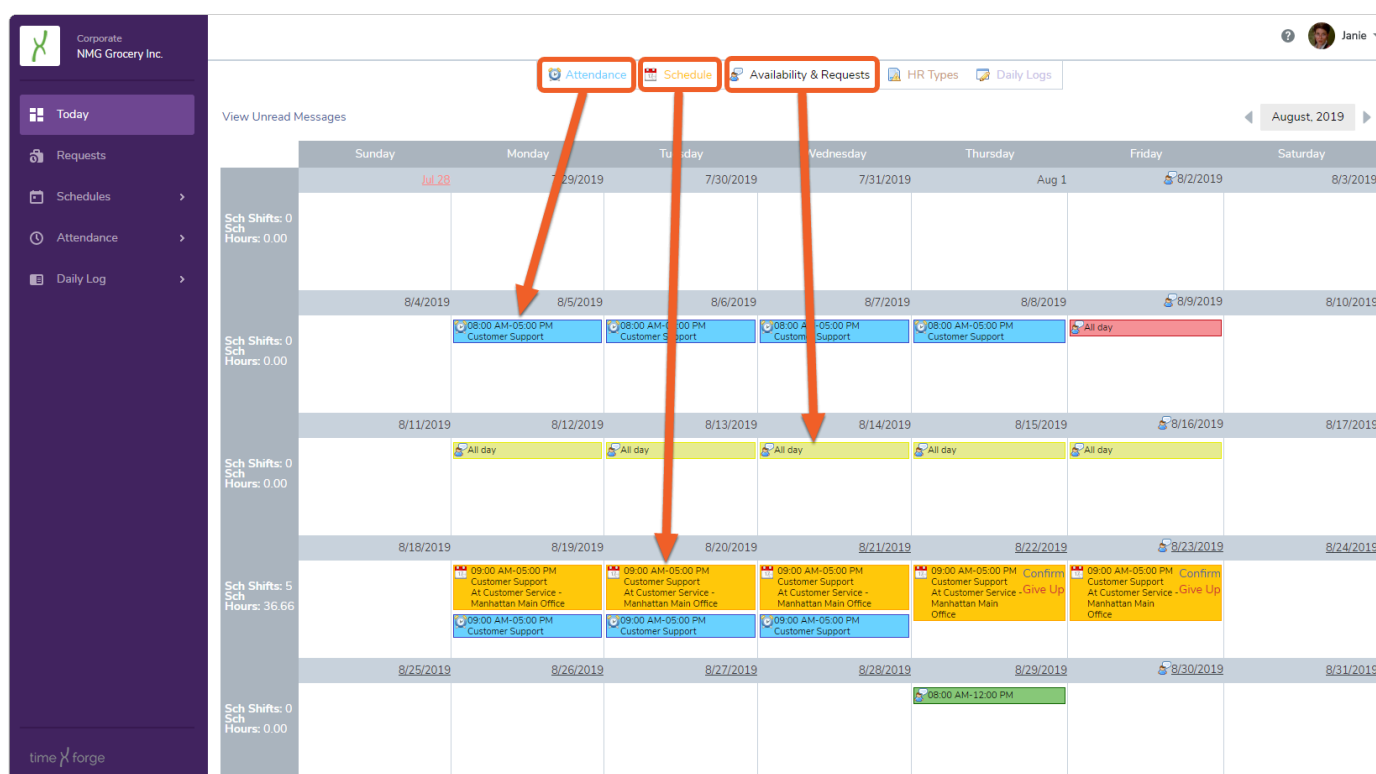 Corporate
NMG Grocery Inc.
Janie
Attendance
Schedule
Availability & Requests
HR Types
Daily Logs
Today
Requests
Schedules
Attendance
Daily Log
View Unread Messages
August, 2019
Sunday Monday Tuesday Wednesday Thursday Friday Saturday
Jul 28 7/29/2019 7/30/2019 7/31/2019 Aug 1 8/2/2019 8/3/2019
Sch Shifts: 0
Sch
Hours: 0.00
8/4/2019 8/5/2019 8/6/2019 8/7/2019 8/8/2019 8/9/2019 8/10/2019
Sch Shifts: 0
Sch
Hours: 0.00
08:00 AM-05:00 PM
Customer Support
08:00 AM-05:00 PM
Customer Support
08:00 AM-05:00 PM
Customer Support
08:00 AM-05:00 PM
Customer Support
All day
8/11/2019 8/12/2019 8/13/2019 8/14/2019 8/15/2019 8/16/2019 8/17/2019
Sch Shifts: 0
Sch
Hours: 0.00
All day
All day
All day
All day
All day
8/18/2019 8/19/2019 8/20/2019 8/21/2019 8/22/2019 8/23/2019 8/24/2019
Sch Shifts: 5
Sch
Hours: 36.66
09:00 AM-05:00 PM
Customer Support
At Customer Service -
Manhattan Main Office
09:00 AM-05:00 PM
Customer Support
09:00 AM-05:00 PM
Customer Support
At Customer Service -
Manhattan Main Office
09:00 AM-05:00 PM
Customer Support
09:00 AM-05:00 PM
Customer Support
At Customer Service -
Manhattan Main Office
09:00 AM-05:00 PM
Customer Support
09:00 AM-05:00 PM
Customer Support
At Customer Service -
Manhattan Main
Office
Confirm
Give Up
09:00 AM-05:00 PM
Customer Support
At Customer Service -
Manhattan Main
Office
Confirm
Give Up
8/25/2019 8/26/2019 8/27/2019 8/28/2019 8/29/2019 8/30/2019 8/31/2019
Sch Shifts: 0
Sch
Hours: 0.00
08:00 AM-12:00 PM
time forge